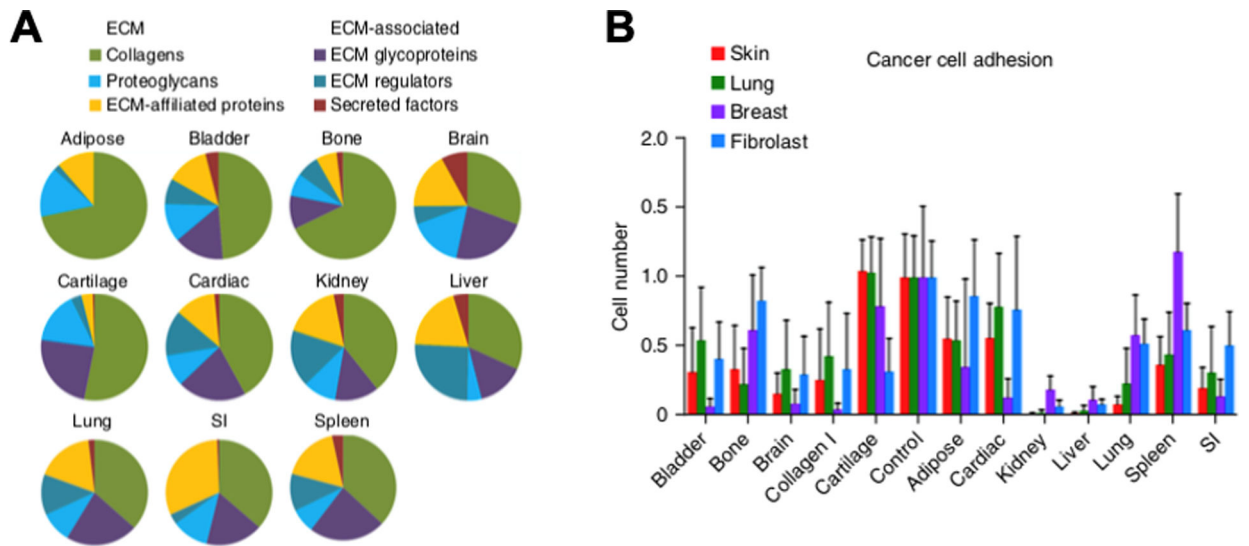 A
ECM
ECM-associated
Collagens
ECM glycoproteins
Proteoglycans
ECM regulators
ECM-affiliated proteins
Secreted factors
Adipose
Bladder
Bone
Brain
Cartilage
Cardiac
Kidney
Liver
Lung
SI
Spleen
B
Skin
Lung
Breast
Fibrolast
Cancer cell adhesion
Cell number
2.0
0.5
1.0
0.5
0
Bladder
Bone
Brain
Collagen I
Cartilage
Control
Adipose
Cardiac
Kidney
Liver
Lung
Spleen
SI